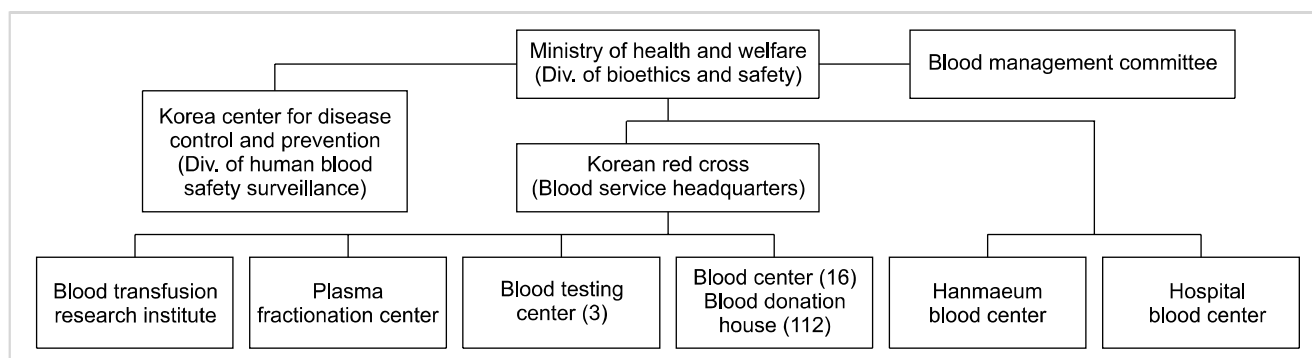 Ministry of health and welfare
(Div. of bioethics and safety)
Blood management committee
Korea center for disease
control and prevention
(Div. of human blood
safety surveillance)
Korean red cross
(Blood service headquarters)
Blood transfusion
research institute
Plasma
fractionation center
Blood testing
center (3)
Blood center (16)
Blood donation
house (112)
Hanmaeum
blood center
Hospital
blood center